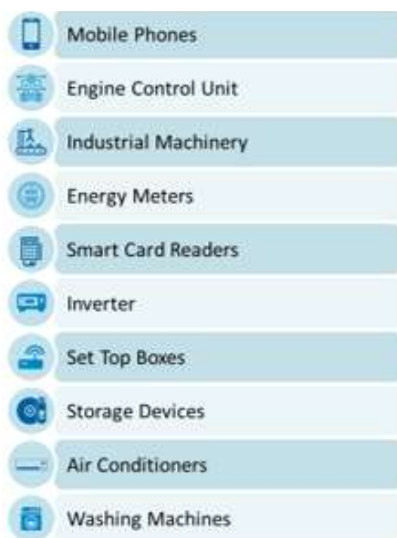 Mobile Phones
Engine Control Unit
Industrial Machinery
Energy Meters
Smart Card Readers
Inverter
Set Top Boxes
Storage Devices
Air Conditioners
Washing Machines